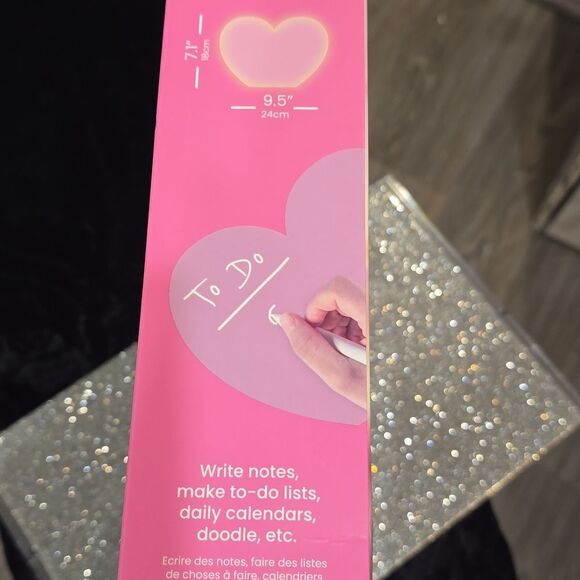 7.1"
18cm
9.5"
24cm
To Do
Write notes,
make to-do lists,
daily calendars,
doodle, etc.
Ecrire des notes, faire des listes
de choses à faire, calendriers